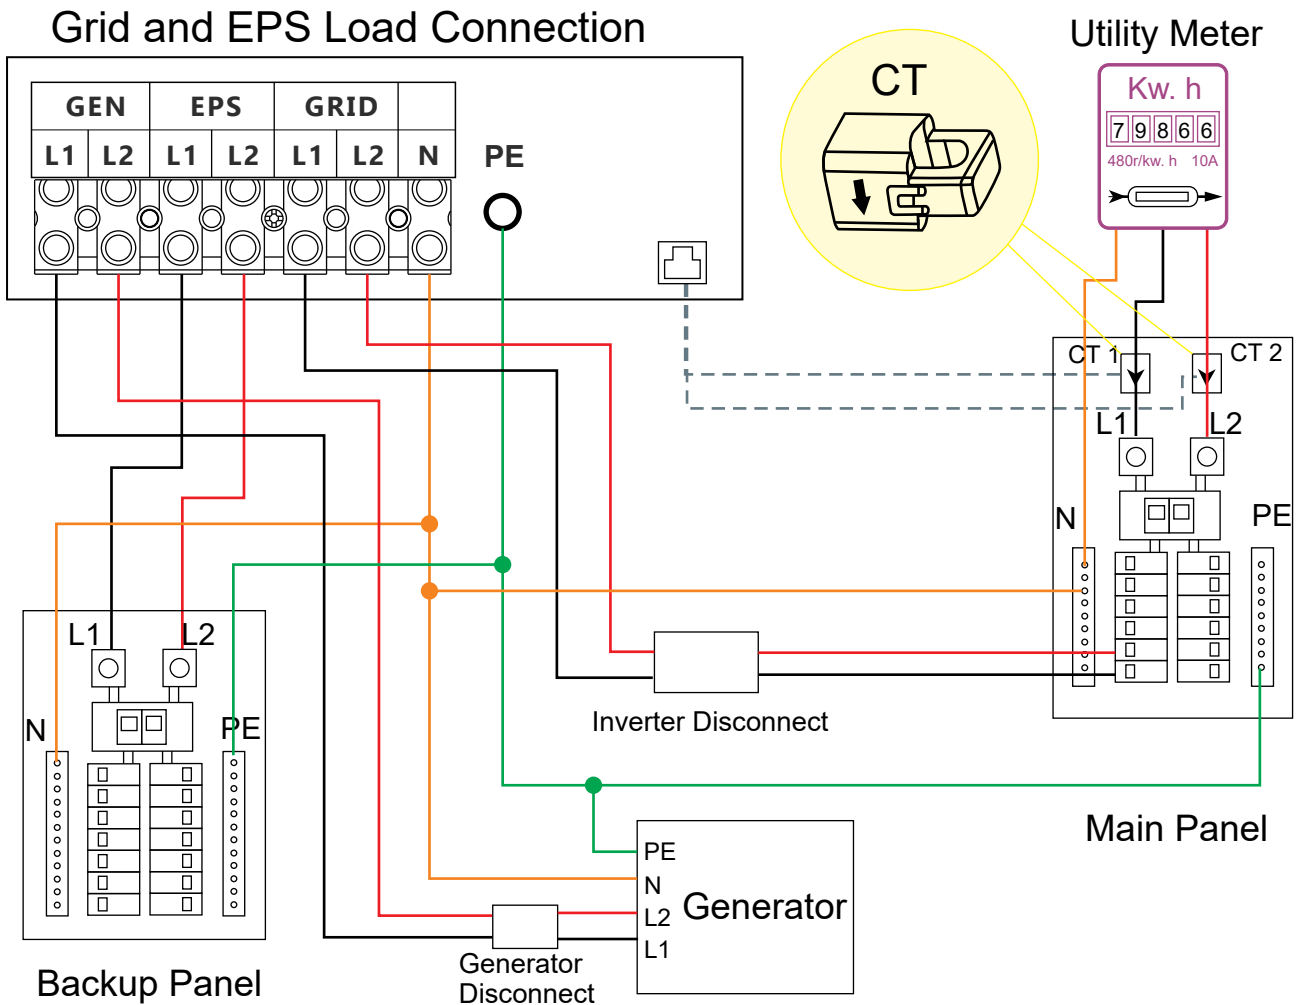 Grid and EPS Load Connection
GEN EPS GRID
L1 L2 L1 L2 L1 L2 N PE
CT
Utility Meter
Kw. h
79866
480r/kw. h 10A
CT 1
CT 2
L1 L2
N
PE
Inverter Disconnect
Main Panel
L1 L2
N
PE
Backup Panel
PE
N
L2
L1
Generator
Generator
Disconnect